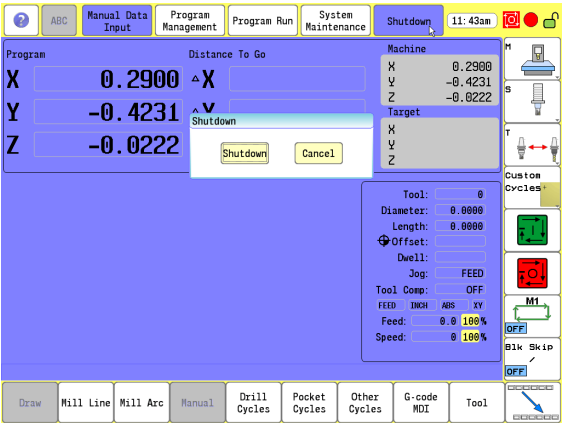 ?
ABC
Manual Data
Input
Program
Management
Program Run
System
Maintenance
Shutdown
11:43am
Program
X 0.2900
Y -0.4231
Z -0.0222
Distance To Go
X
Y
Machine
X 0.2900
Y -0.4231
Z -0.0222
Target
X
Y
Z
Shutdown
Shutdown
Cancel
Tool: 0
Diameter: 0.0000
Length: 0.0000
Offset:
Dwell:
Jog: FEED
Tool Comp: OFF
FEED INCH ABS XY
Feed: 0.0 100%
Speed: 0 100%
M
S
T
Custom
Cycles
I
O
M1
OFF
Blk Skip
/
OFF
Draw
Mill Line
Mill Arc
Manual
Drill
Cycles
Pocket
Cycles
Other
Cycles
G-code
MDI
Tool